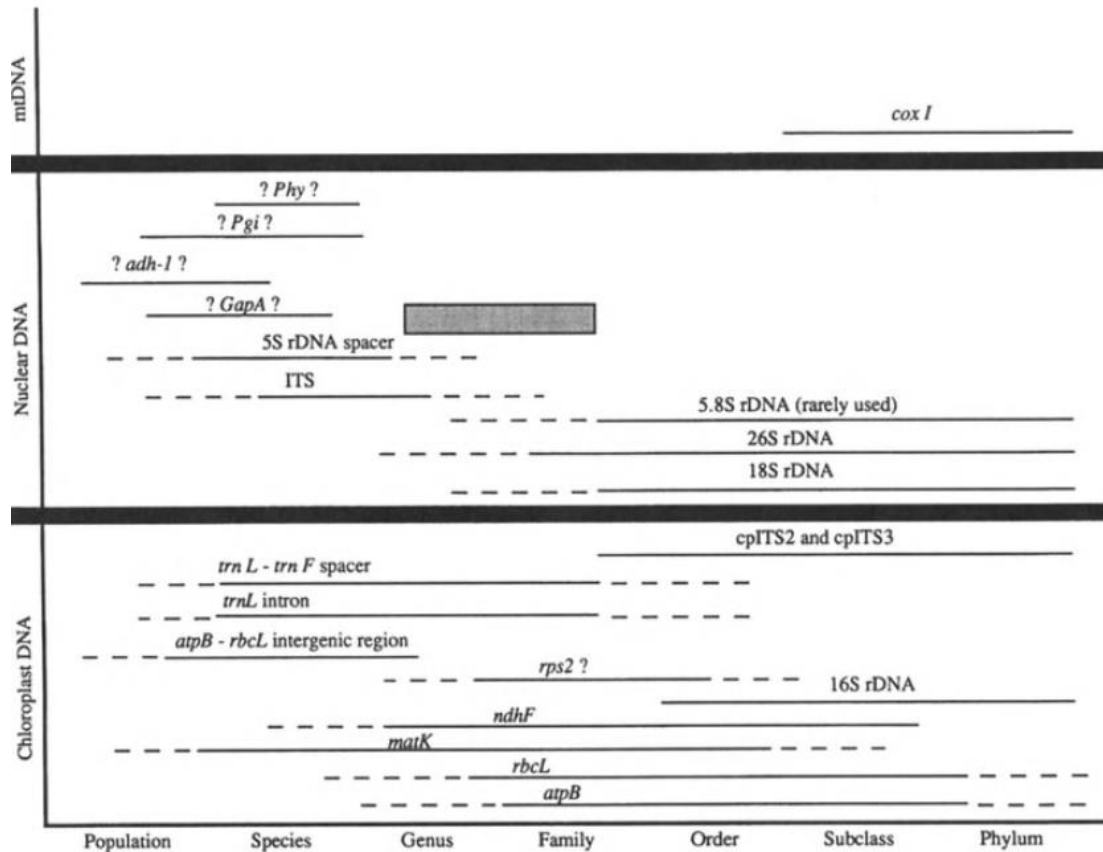 mtDNA
cox I
Nuclear DNA
? Phy ?
? Pgi ?
? adh-1 ?
? GapA ?
5S rDNA spacer
ITS
5.8S rDNA (rarely used)
26S rDNA
18S rDNA
Chloroplast DNA
cpITS2 and cpITS3
trn L - trn F spacer
trnL intron
atpB - rbcL intergenic region
rps2 ?
16S rDNA
ndhF
matK
rbcL
atpB
Population Species Genus Family Order Subclass Phylum